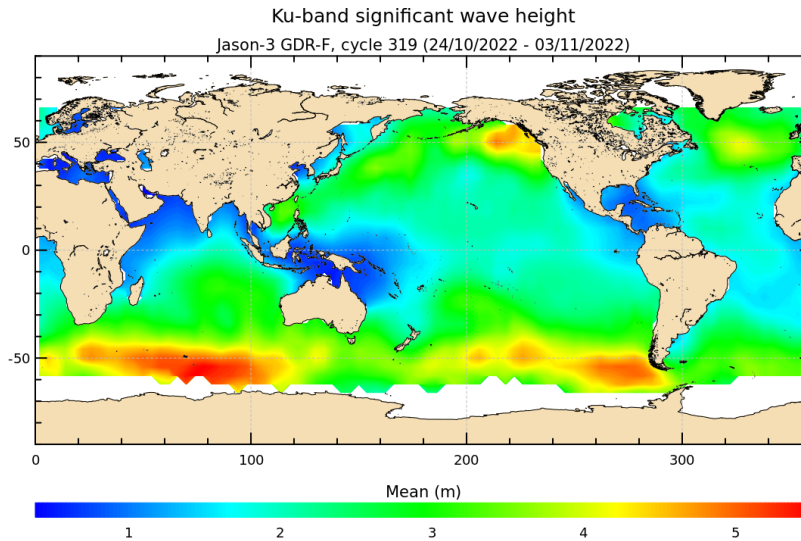 Ku-band significant wave height
Jason-3 GDR-F, cycle 319 (24/10/2022 - 03/11/2022)
50
0
-50
0 100 200 300
Mean (m)
1 2 3 4 5